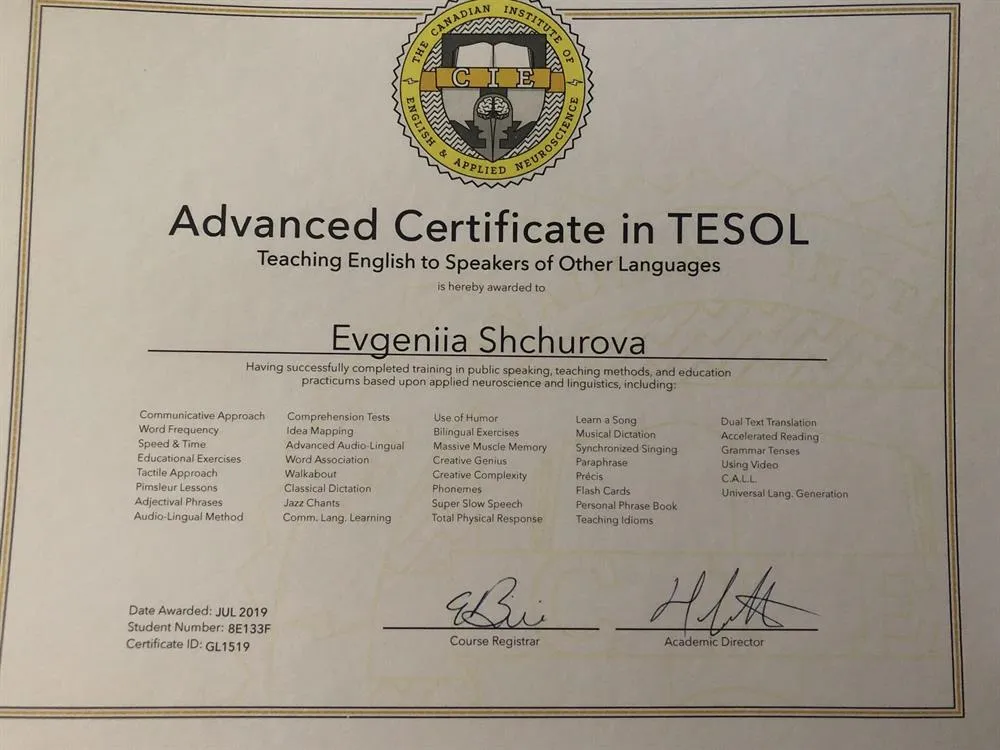 THE CANADIAN INSTITUTE OF
ENGLISH & APPLIED NEUROSCIENCE
CIE
Advanced Certificate in TESOL
Teaching English to Speakers of Other Languages
is hereby awarded to
Evgeniia Shchurova
Having successfully completed training in public speaking, teaching methods, and education
practicums based upon applied neuroscience and linguistics, including:
Communicative Approach
Word Frequency
Speed & Time
Educational Exercises
Tactile Approach
Pimsleur Lessons
Adjectival Phrases
Audio-Lingual Method
Comprehension Tests
Idea Mapping
Advanced Audio-Lingual
Word Association
Walkabout
Classical Dictation
Jazz Chants
Comm. Lang. Learning
Use of Humor
Bilingual Exercises
Massive Muscle Memory
Creative Genius
Creative Complexity
Phonemes
Super Slow Speech
Total Physical Response
Learn a Song
Musical Dictation
Synchronized Singing
Paraphrase
Précis
Flash Cards
Personal Phrase Book
Teaching Idioms
Dual Text Translation
Accelerated Reading
Grammar Tenses
Using Video
C.A.L.L.
Universal Lang. Generation
Date Awarded: JUL 2019
Student Number: 8E133F
Certificate ID: GL1519
Course Registrar
Academic Director